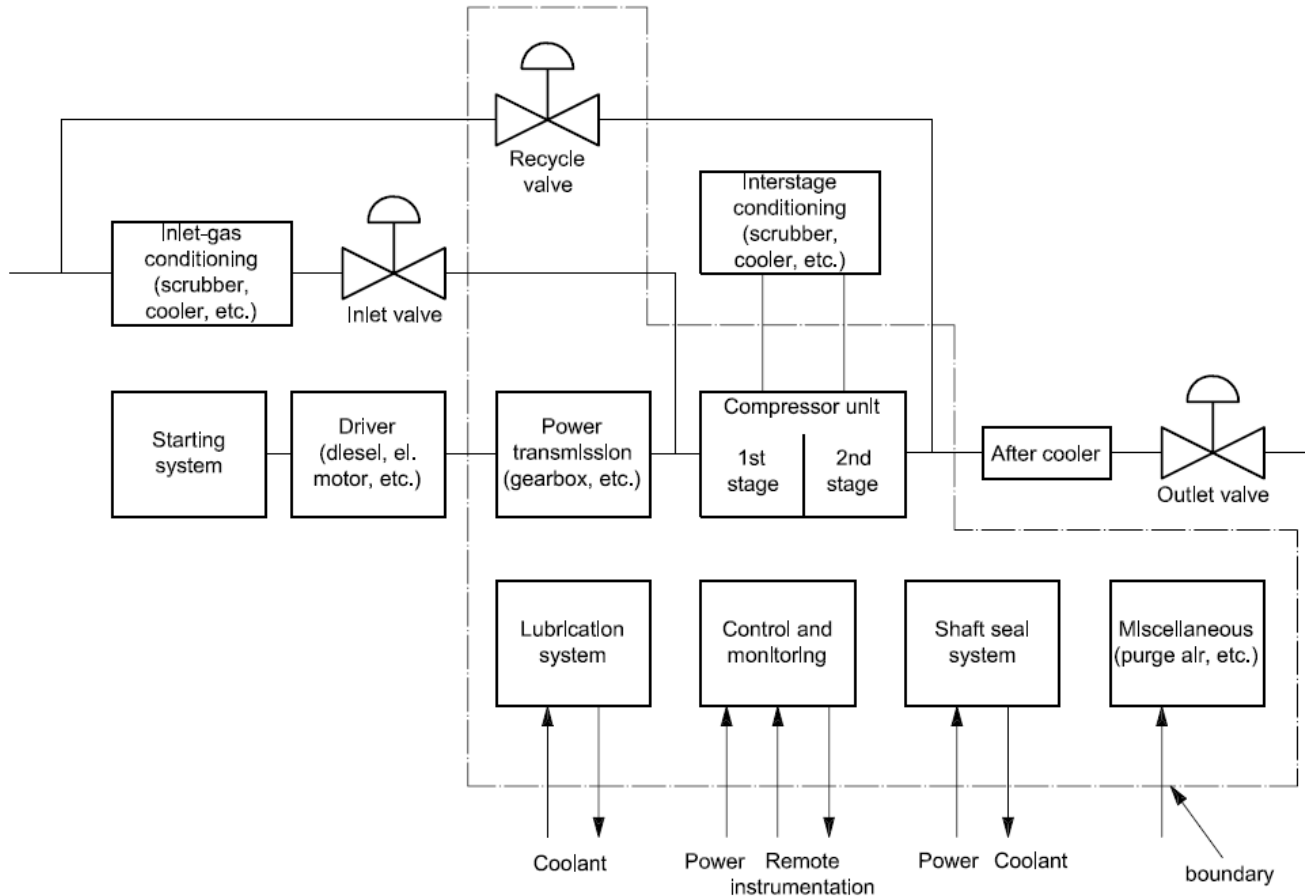 Recycle
valve
Interstage
conditioning
(scrubber,
cooler, etc.)
Inlet-gas
conditioning
(scrubber,
cooler, etc.)
Inlet valve
Starting
system
Driver
(diesel, el.
motor, etc.)
Power
transmission
(gearbox, etc.)
Compressor unit
1st
stage
2nd
stage
After cooler
Outlet valve
Lubrication
system
Control and
monitoring
Shaft seal
system
Miscellaneous
(purge air, etc.)
Coolant
Power
Remote
instrumentation
Power
Coolant
boundary